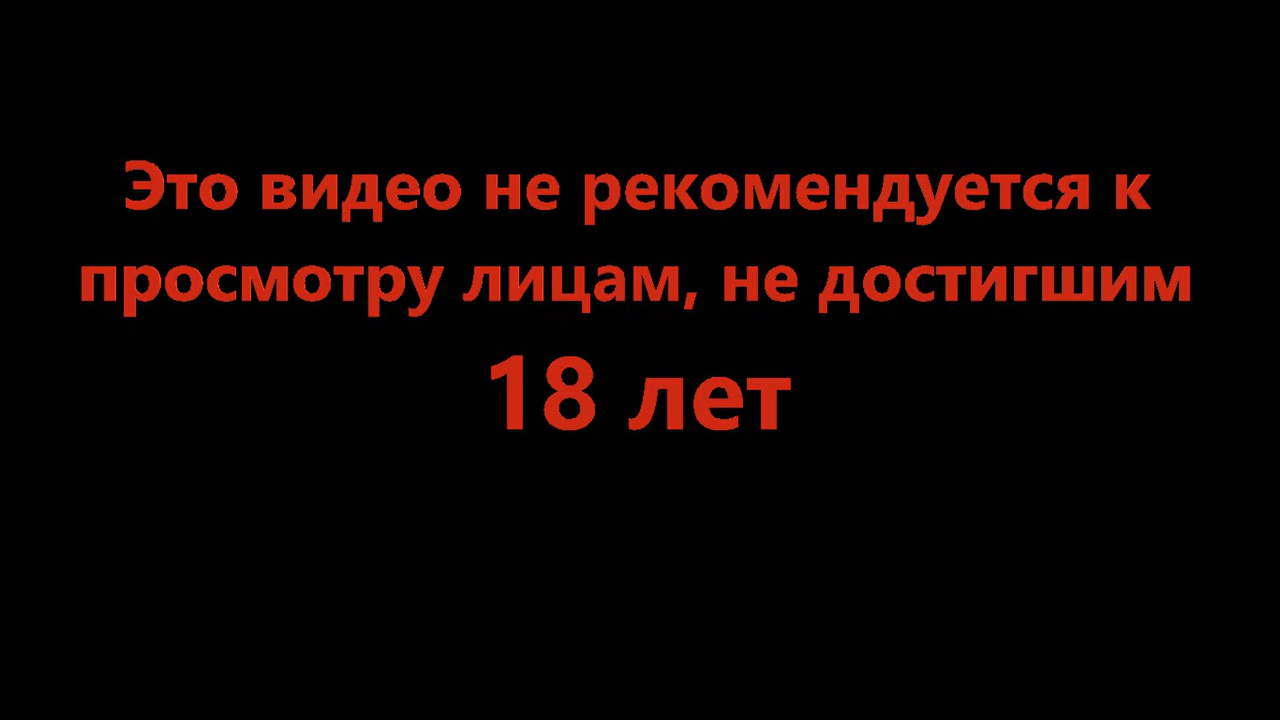 Это видео не рекомендуется к
просмотру лицам, не достигшим
18 лет